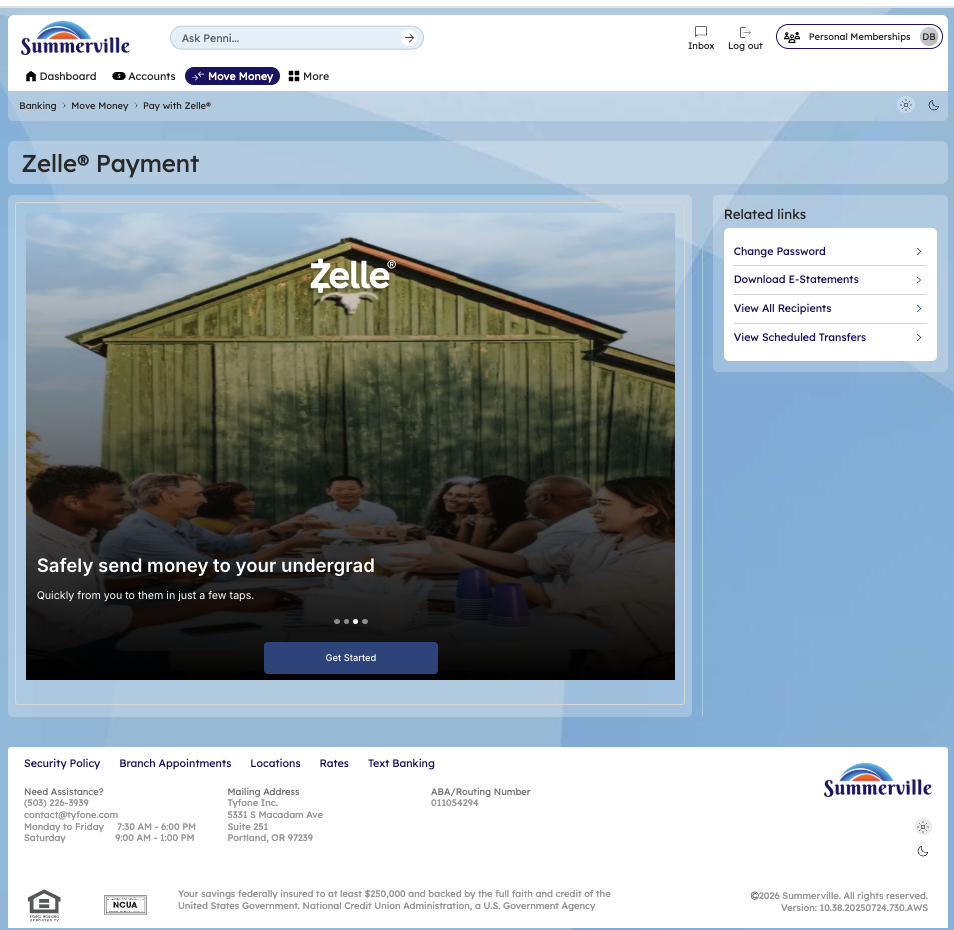 Summerville
Ask Penni...
Inbox
Log out
Personal Memberships
DB
Dashboard
Accounts
Move Money
More
Banking › Move Money › Pay with Zelle®
Zelle® Payment
Zelle®
Safely send money to your undergrad
Quickly from you to them in just a few taps.
Get Started
Related links
Change Password
Download E-Statements
View All Recipients
View Scheduled Transfers
Security Policy
Branch Appointments
Locations
Rates
Text Banking
Need Assistance?
(503) 226-3939
contact@tyfone.com
Monday to Friday 7:30 AM - 6:00 PM
Saturday 9:00 AM - 1:00 PM
Mailing Address
Tyfone Inc.
5331 S Macadam Ave
Suite 251
Portland, OR 97239
ABA/Routing Number
011054294
Summerville
NCUA
Your savings federally insured to at least $250,000 and backed by the full faith and credit of the
United States Government. National Credit Union Administration, a U.S. Government Agency
©2026 Summerville. All rights reserved.
Version: 10.38.20250724.730.AWS